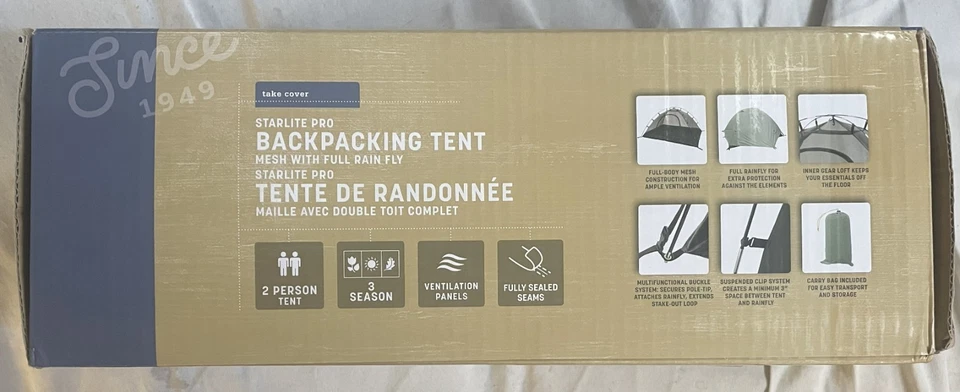 Since
1949
take cover
STARLITE PRO
BACKPACKING TENT
MESH WITH FULL RAIN FLY
STARLITE PRO
TENTE DE RANDONNÉE
MAILLE AVEC DOUBLE TOIT COMPLET
2 PERSON
TENT
3
SEASON
VENTILATION
PANELS
FULLY SEALED
SEAMS
FULL-BODY MESH
CONSTRUCTION FOR
AMPLE VENTILATION
FULL RAINFLY FOR
EXTRA PROTECTION
AGAINST THE ELEMENTS
INNER GEAR LOFT KEEPS
YOUR ESSENTIALS OFF
THE FLOOR
MULTIFUNCTIONAL BUCKLE
SYSTEM: SECURES POLE-TIP,
ATTACHES RAINFLY, EXTENDS
STAKE-OUT LOOP
SUSPENDED CLIP SYSTEM
CREATES A MINIMUM 3"
SPACE BETWEEN TENT
AND RAINFLY
CARRY BAG INCLUDED
FOR EASY TRANSPORT
AND STORAGE